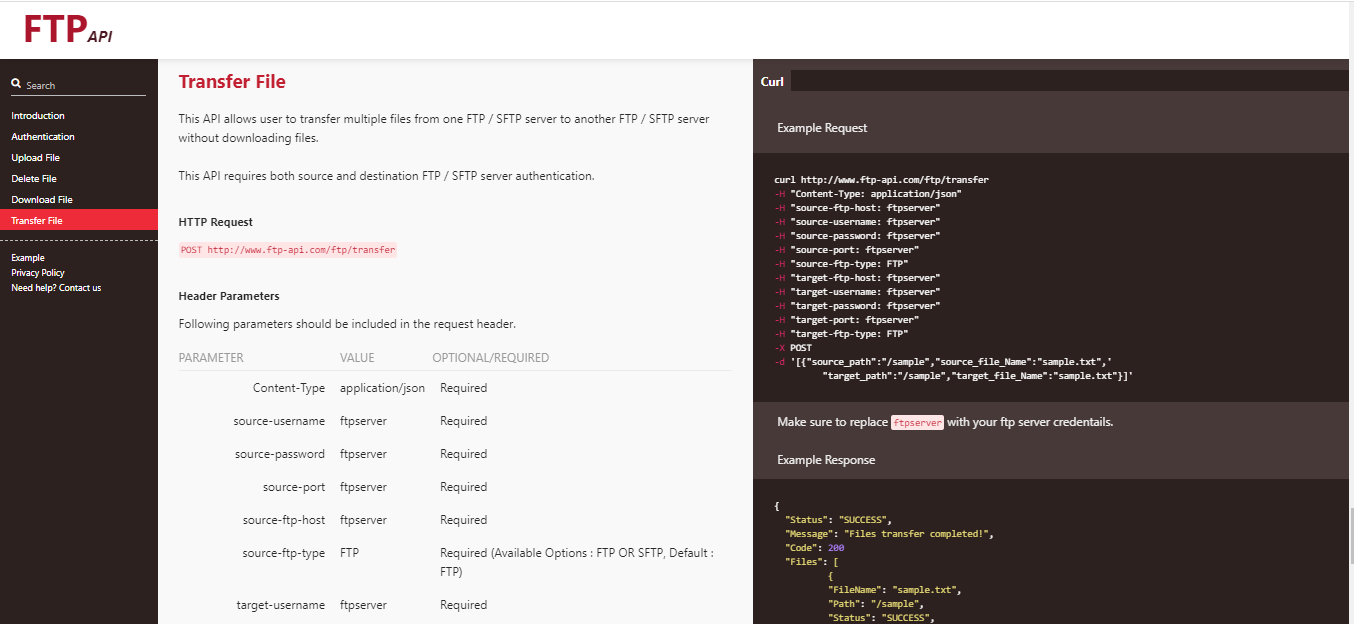 FTP API
Search
Introduction
Authentication
Upload File
Delete File
Download File
Transfer File
Example
Privacy Policy
Need help? Contact us
Transfer File
This API allows user to transfer multiple files from one FTP / SFTP server to another FTP / SFTP server
without downloading files.
This API requires both source and destination FTP / SFTP server authentication.
HTTP Request
POST http://www.ftp-api.com/ftp/transfer
Header Parameters
Following parameters should be included in the request header.
PARAMETER VALUE OPTIONAL/REQUIRED
Content-Type application/json Required
source-username ftpserver Required
source-password ftpserver Required
source-port ftpserver Required
source-ftp-host ftpserver Required
source-ftp-type FTP Required (Available Options : FTP OR SFTP, Default :
FTP)
target-username ftpserver Required
Curl
Example Request
curl http://www.ftp-api.com/ftp/transfer
-H "Content-Type: application/json"
-H "source-ftp-host: ftpserver"
-H "source-username: ftpserver"
-H "source-password: ftpserver"
-H "source-port: ftpserver"
-H "source-ftp-type: FTP"
-H "target-ftp-host: ftpserver"
-H "target-username: ftpserver"
-H "target-password: ftpserver"
-H "target-port: ftpserver"
-H "target-ftp-type: FTP"
-X POST
-d '[{"source_path":"/sample","source_file_Name":"sample.txt",'
"target_path":"/sample","target_file_Name":"sample.txt"}]'
Make sure to replace ftpserver with your ftp server credentails.
Example Response
{
"Status": "SUCCESS",
"Message": "Files transfer completed!",
"Code": 200
"Files": [
{
"FileName": "sample.txt",
"Path": "/sample",
"Status": "SUCCESS",